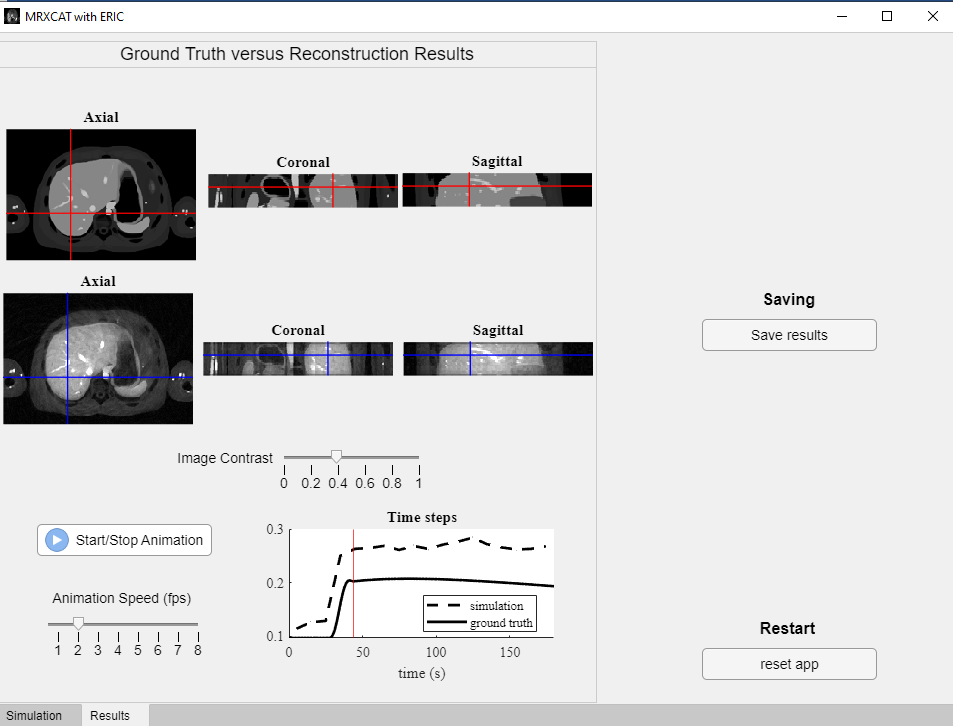 MRXCAT with ERIC
Ground Truth versus Reconstruction Results
Axial
Coronal
Sagittal
Axial
Coronal
Sagittal
Image Contrast
0 0.2 0.4 0.6 0.8 1
Start/Stop Animation
Animation Speed (fps)
1 2 3 4 5 6 7 8
Time steps
0.3
0.2
0.1
simulation
ground truth
0 50 100 150
time (s)
Saving
Save results
Restart
reset app
Simulation
Results